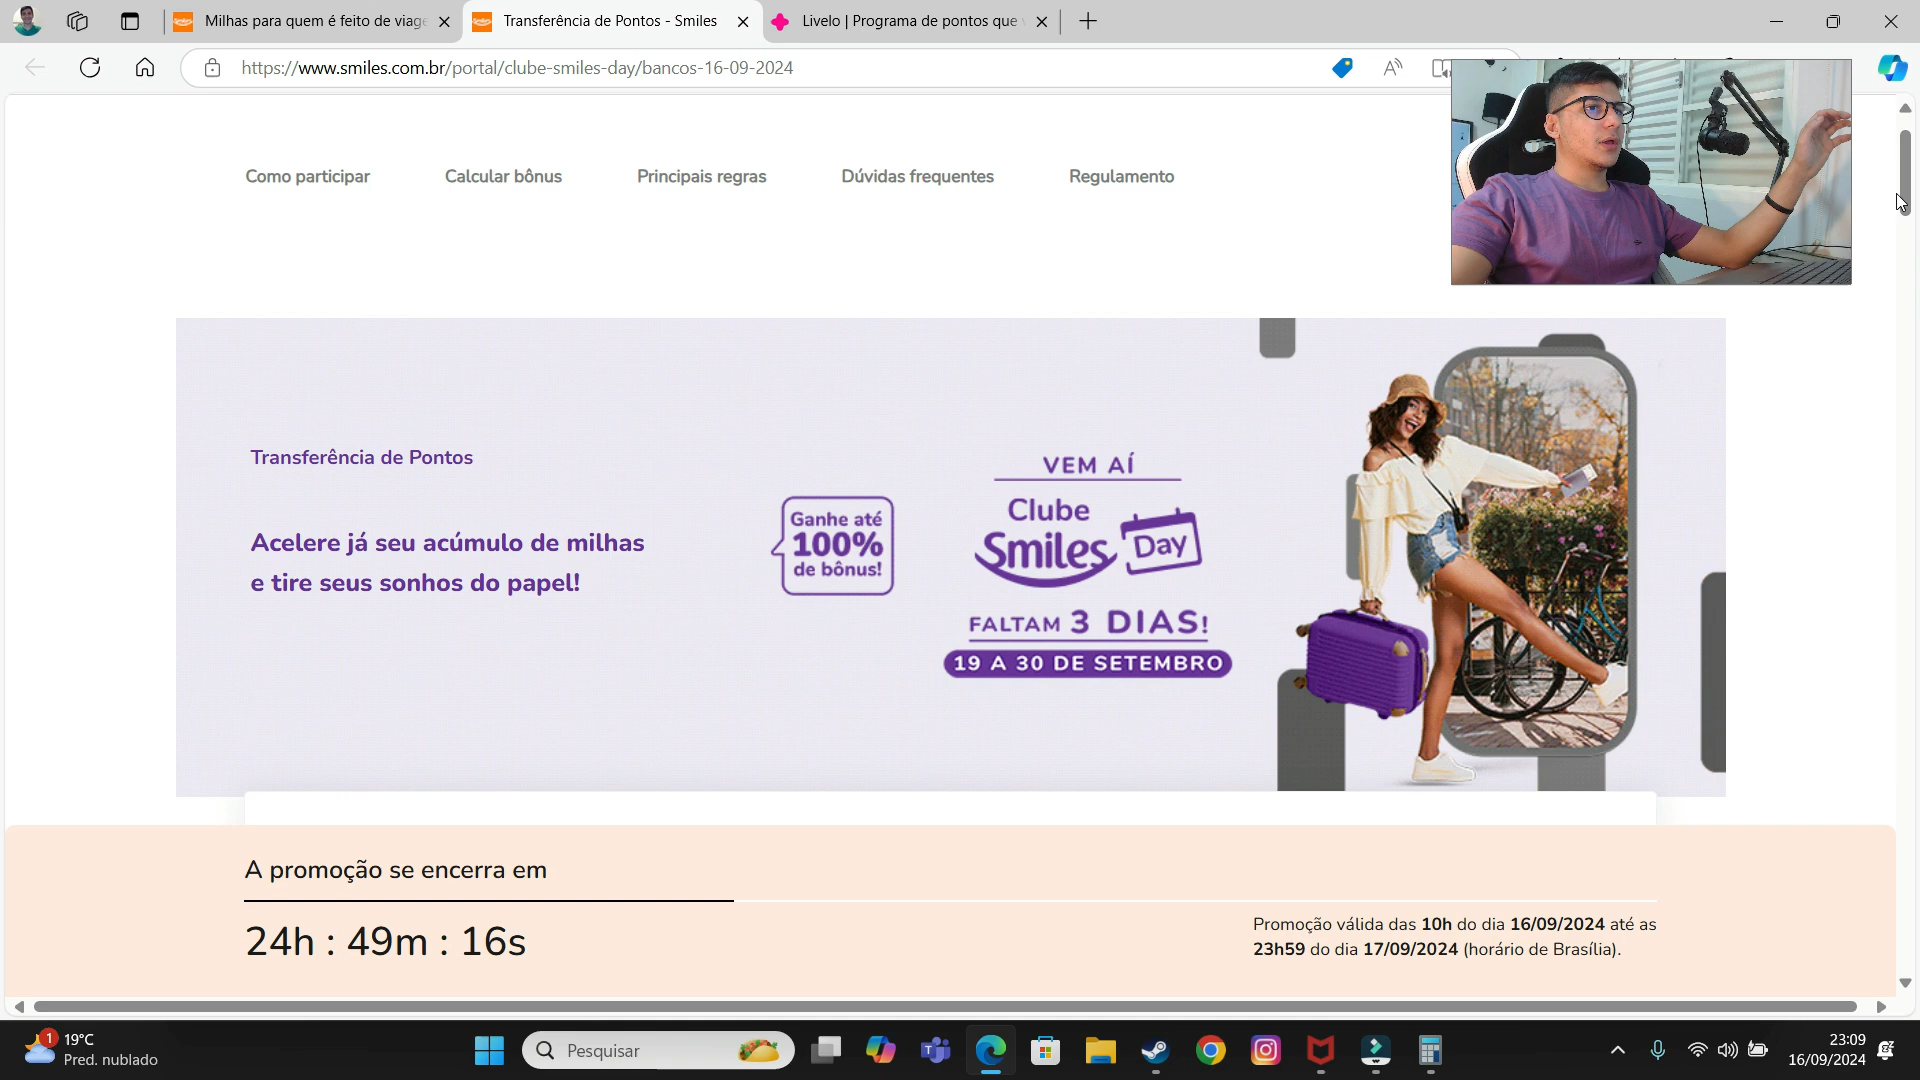 Milhas para quem é feito de viage
Transferência de Pontos - Smiles
Livelo | Programa de pontos que
https://www.smiles.com.br/portal/clube-smiles-day/bancos-16-09-2024
Como participar
Calcular bônus
Principais regras
Dúvidas frequentes
Regulamento
Transferência de Pontos
Acelere já seu acúmulo de milhas
e tire seus sonhos do papel!
Ganhe até
100%
de bônus!
VEM AÍ
Clube
Smiles Day
FALTAM 3 DIAS!
19 A 30 DE SETEMBRO
A promoção se encerra em
24h : 49m : 16s
Promoção válida das 10h do dia 16/09/2024 até as
23h59 do dia 17/09/2024 (horário de Brasília).
1
19°C
Pred. nublado
Pesquisar
23:09
16/09/2024